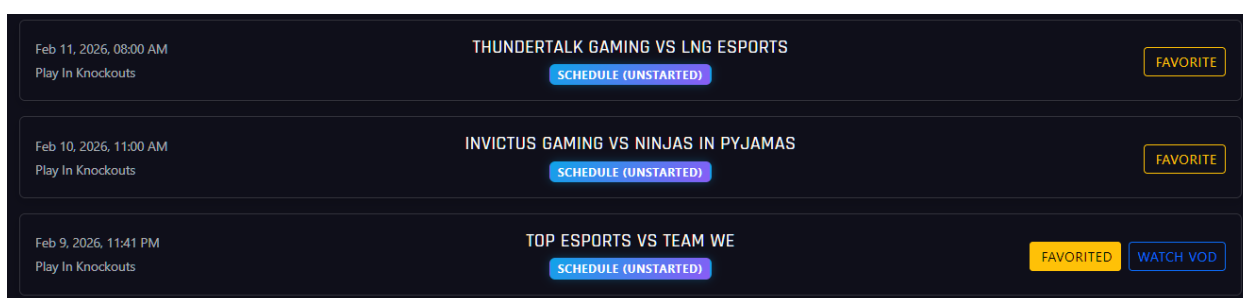 Feb 11, 2026, 08:00 AM
Play In Knockouts
THUNDERTALK GAMING VS LNG ESPORTS
SCHEDULE (UNSTARTED)
FAVORITE
Feb 10, 2026, 11:00 AM
Play In Knockouts
INVICTUS GAMING VS NINJAS IN PYJAMAS
SCHEDULE (UNSTARTED)
FAVORITE
Feb 9, 2026, 11:41 PM
Play In Knockouts
TOP ESPORTS VS TEAM WE
SCHEDULE (UNSTARTED)
FAVORITED
WATCH VOD